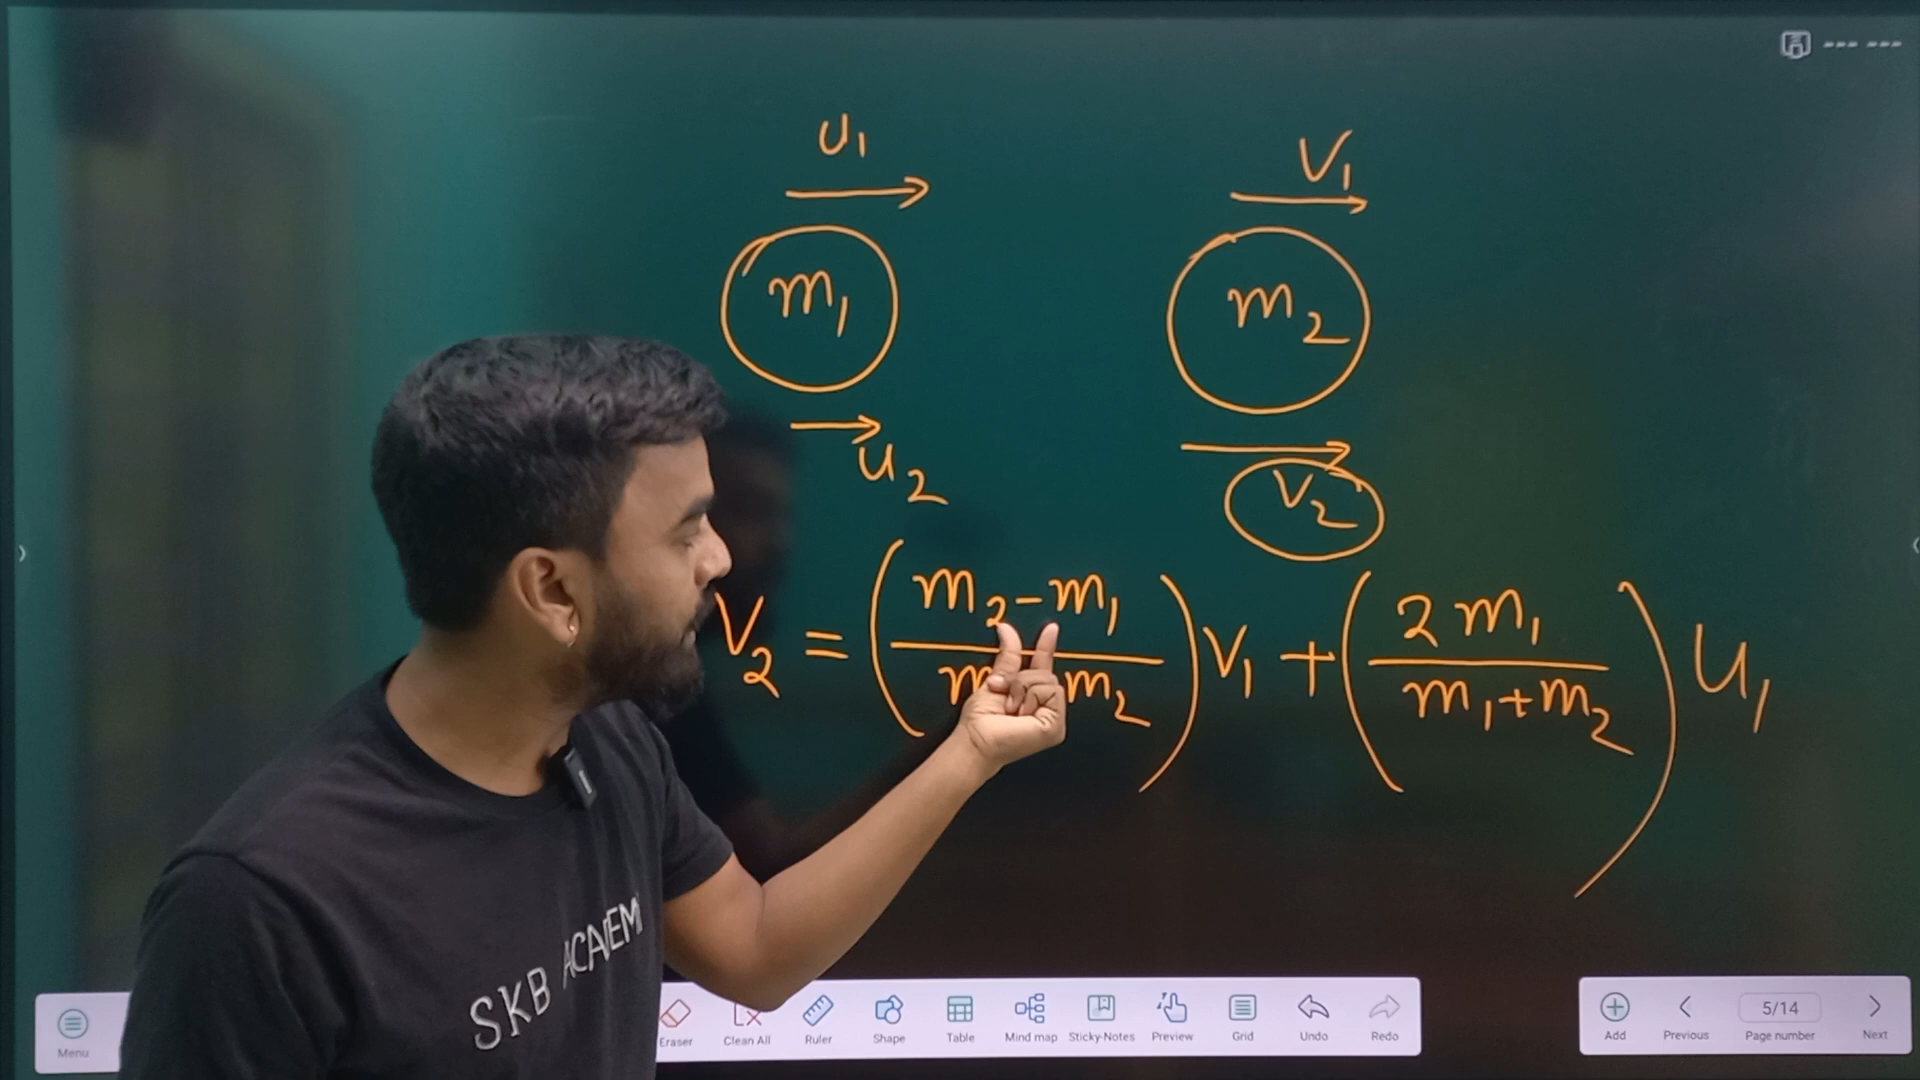 --- ---
u₁
V₁
m₁
m₂
u₂
V₂
V₂ = (m₂-m₁ / m m₂) V₁ + (2m₁ / m₁+m₂) u₁
SKB ACADEM
Menu
Eraser
Clean All
Ruler
Shape
Table
Mind map
Sticky-Notes
Preview
Grid
Undo
Redo
Add
Previous
5/14
Page number
Next